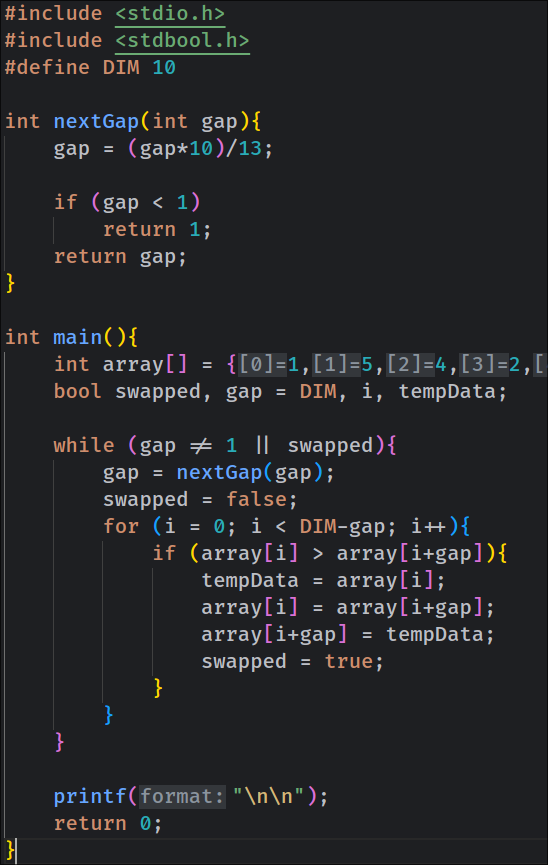 #include <stdio.h>
#include <stdbool.h>
#define DIM 10
int nextGap(int gap){
gap = (gap*10)/13;
if (gap < 1)
return 1;
return gap;
}
int main(){
int array[] = {[0]=1,[1]=5,[2]=4,[3]=2,[
bool swapped, gap = DIM, i, tempData;
while (gap ≠ 1 || swapped){
gap = nextGap(gap);
swapped = false;
for (i = 0; i < DIM-gap; i++){
if (array[i] > array[i+gap]){
tempData = array[i];
array[i] = array[i+gap];
array[i+gap] = tempData;
swapped = true;
}
}
}
printf(format:"\n\n");
return 0;
}